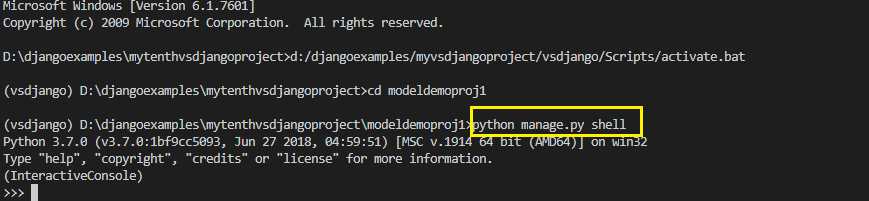 Microsoft Windows [Version 6.1.7601]
Copyright (c) 2009 Microsoft Corporation.  All rights reserved.
D:\djangoexamples\mytenthvsdjangoproject>d:/djangoexamples/myvsdjangoproject/vsdjango/Scripts/activate.bat
(vsdjango) D:\djangoexamples\mytenthvsdjangoproject>cd modeldemoproj1
(vsdjango) D:\djangoexamples\mytenthvsdjangoproject\modeldemoproj1>python manage.py shell
Python 3.7.0 (v3.7.0:1bf9cc5093, Jun 27 2018, 04:59:51) [MSC v.1914 64 bit (AMD64)] on win32
Type "help", "copyright", "credits" or "license" for more information.
(InteractiveConsole)
>>>